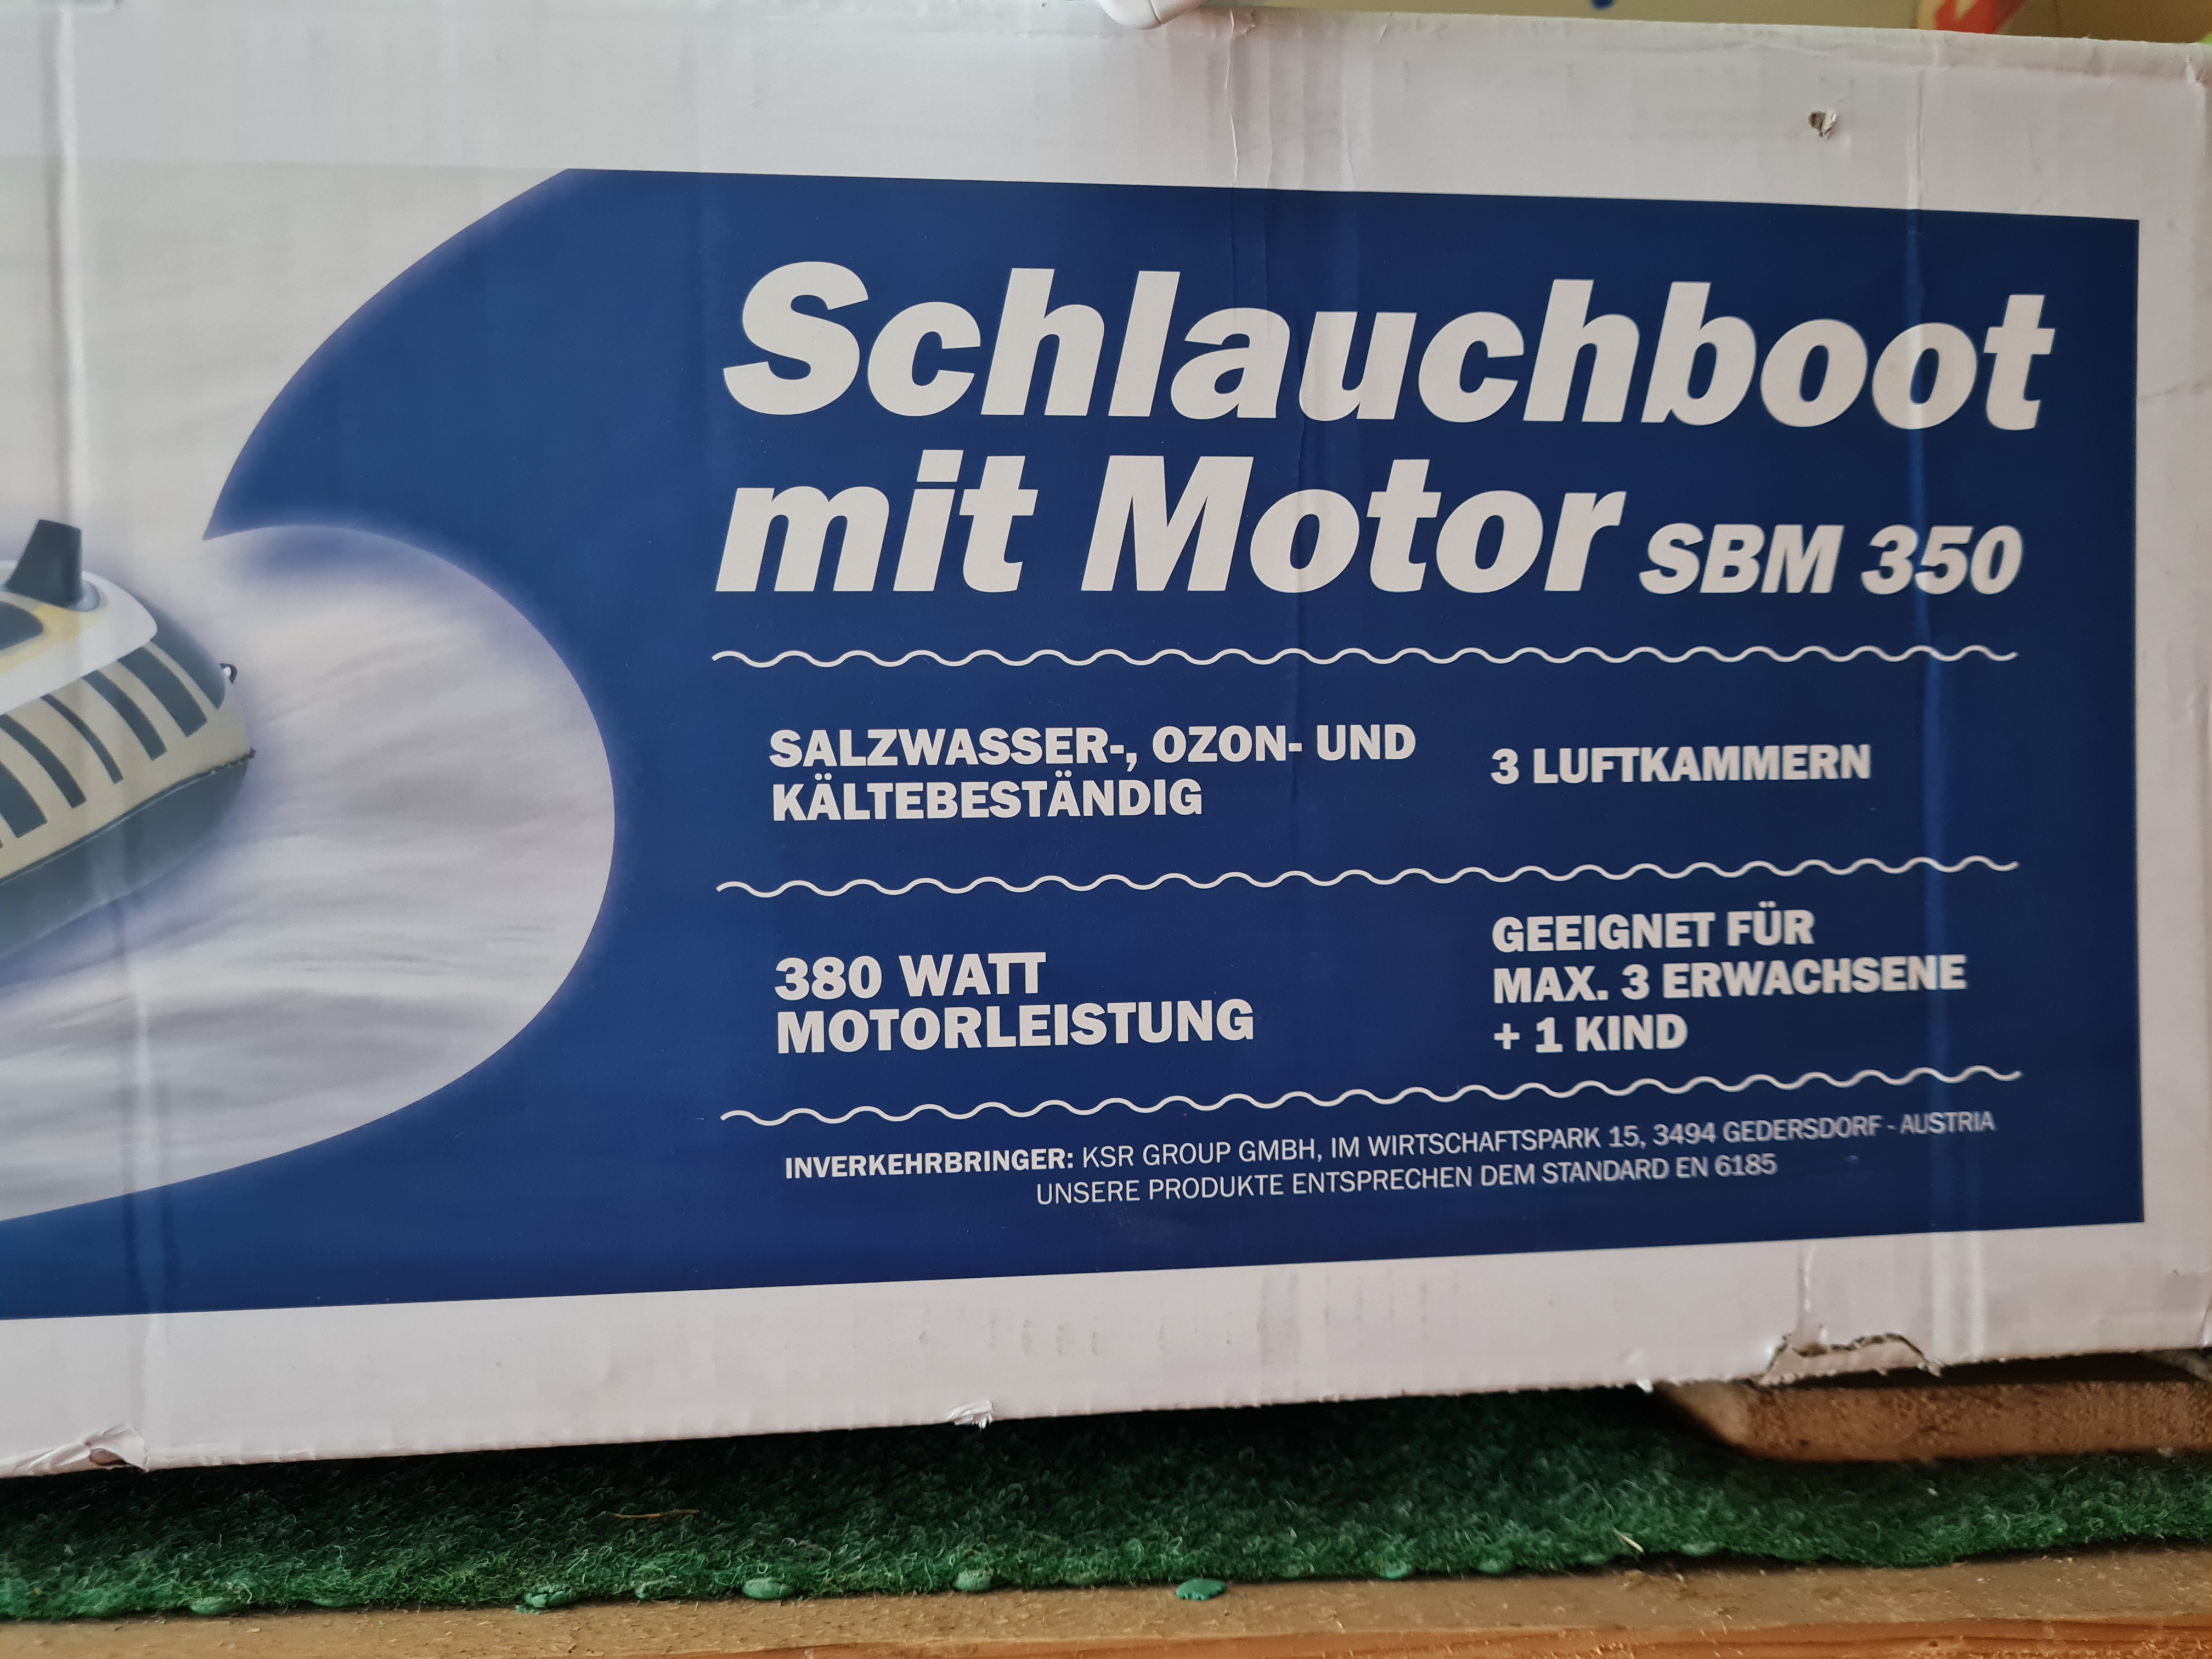 Schlauchboot
mit Motor SBM 350
SALZWASSER-, OZON- UND
KÄLTEBESTÄNDIG
3 LUFTKAMMERN
380 WATT
MOTORLEISTUNG
GEEIGNET FÜR
MAX. 3 ERWACHSENE
+ 1 KIND
INVERKEHRBRINGER: KSR GROUP GMBH, IM WIRTSCHAFTSPARK 15, 3494 GEDERSDORF - AUSTRIA
UNSERE PRODUKTE ENTSPRECHEN DEM STANDARD EN 6185